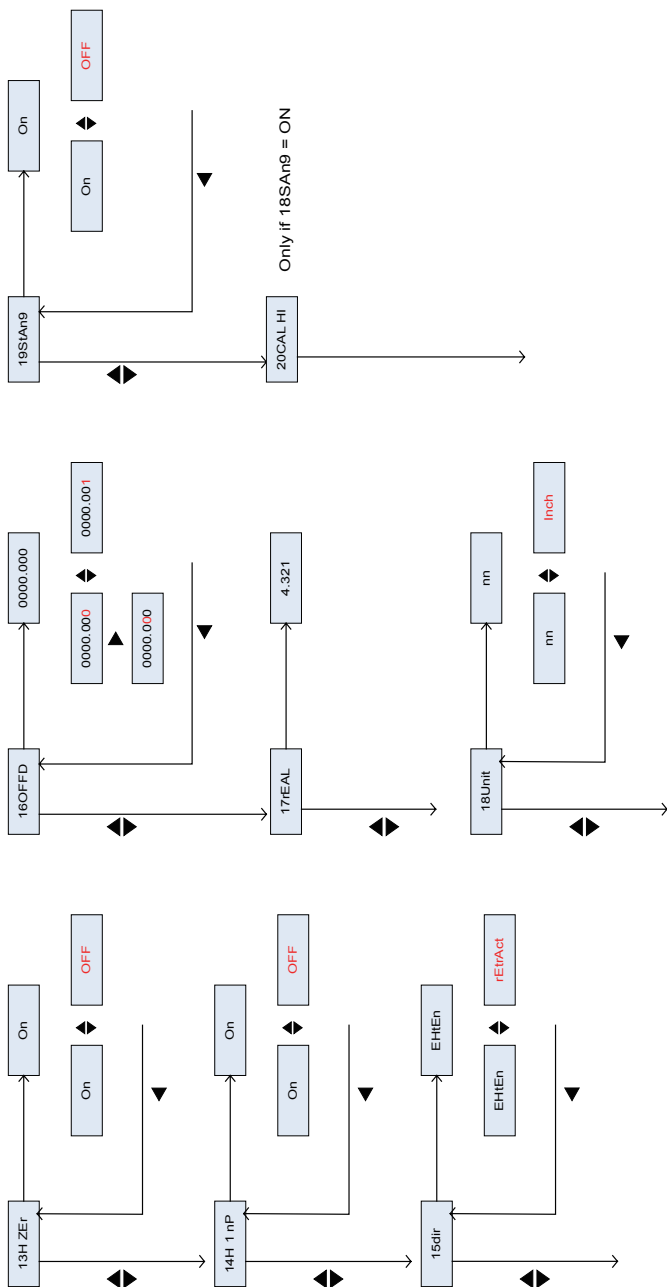 13H ZEr
On
On
OFF
14H 1 nP
On
On
OFF
15dir
EHtEn
EHtEn
rEtrAct
16OFFD
0000.000
0000.000
0000.001
0000.000
17rEAL
4.321
18Unit
nn
nn
Inch
19StAn9
On
On
OFF
20CAL HI
Only if 18SAn9 = ON